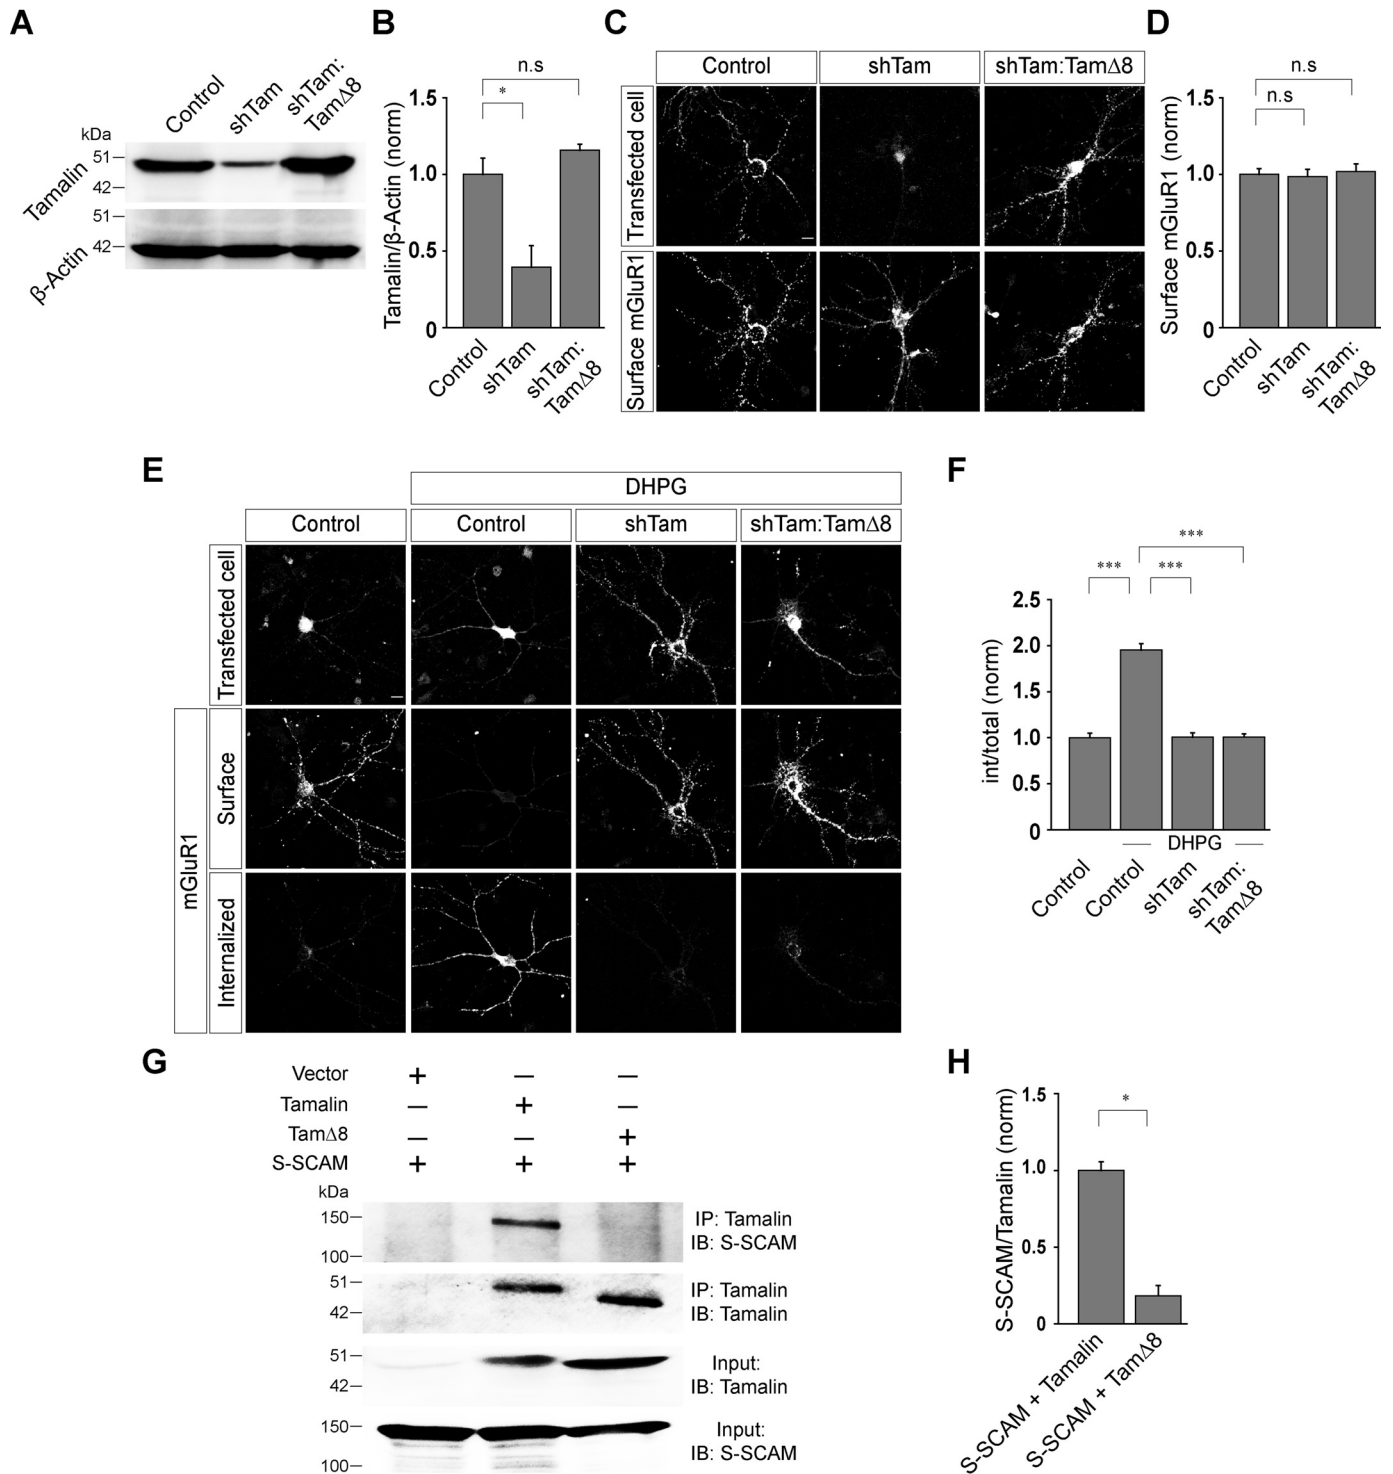 A
Control
shTam
shTam:
TamΔ8
kDa
51
42
Tamalin
51
42
β-Actin
B
n.s
*
Tamalin/β-Actin (norm)
1.5
1.0
0.5
0
Control
shTam
shTam:
TamΔ8
C
Control
shTam
shTam:TamΔ8
Transfected cell
Surface mGluR1
D
n.s
n.s
Surface mGluR1 (norm)
1.5
1.0
0.5
0
Control
shTam
shTam:
TamΔ8
E
DHPG
Control
Control
shTam
shTam:TamΔ8
Transfected cell
mGluR1
Surface
Internalized
F
***
***
***
int/total (norm)
2.5
2.0
1.5
1.0
0.5
0
DHPG
Control
Control
shTam
shTam:
TamΔ8
G
Vector + – –
Tamalin – + –
TamΔ8 – – +
S-SCAM + + +
kDa
150
100
IP: Tamalin
IB: S-SCAM
51
42
IP: Tamalin
IB: Tamalin
51
42
Input:
IB: Tamalin
150
100
Input:
IB: S-SCAM
H
*
S-SCAM/Tamalin (norm)
1.5
1.0
0.5
0
S-SCAM + Tamalin
S-SCAM + TamΔ8